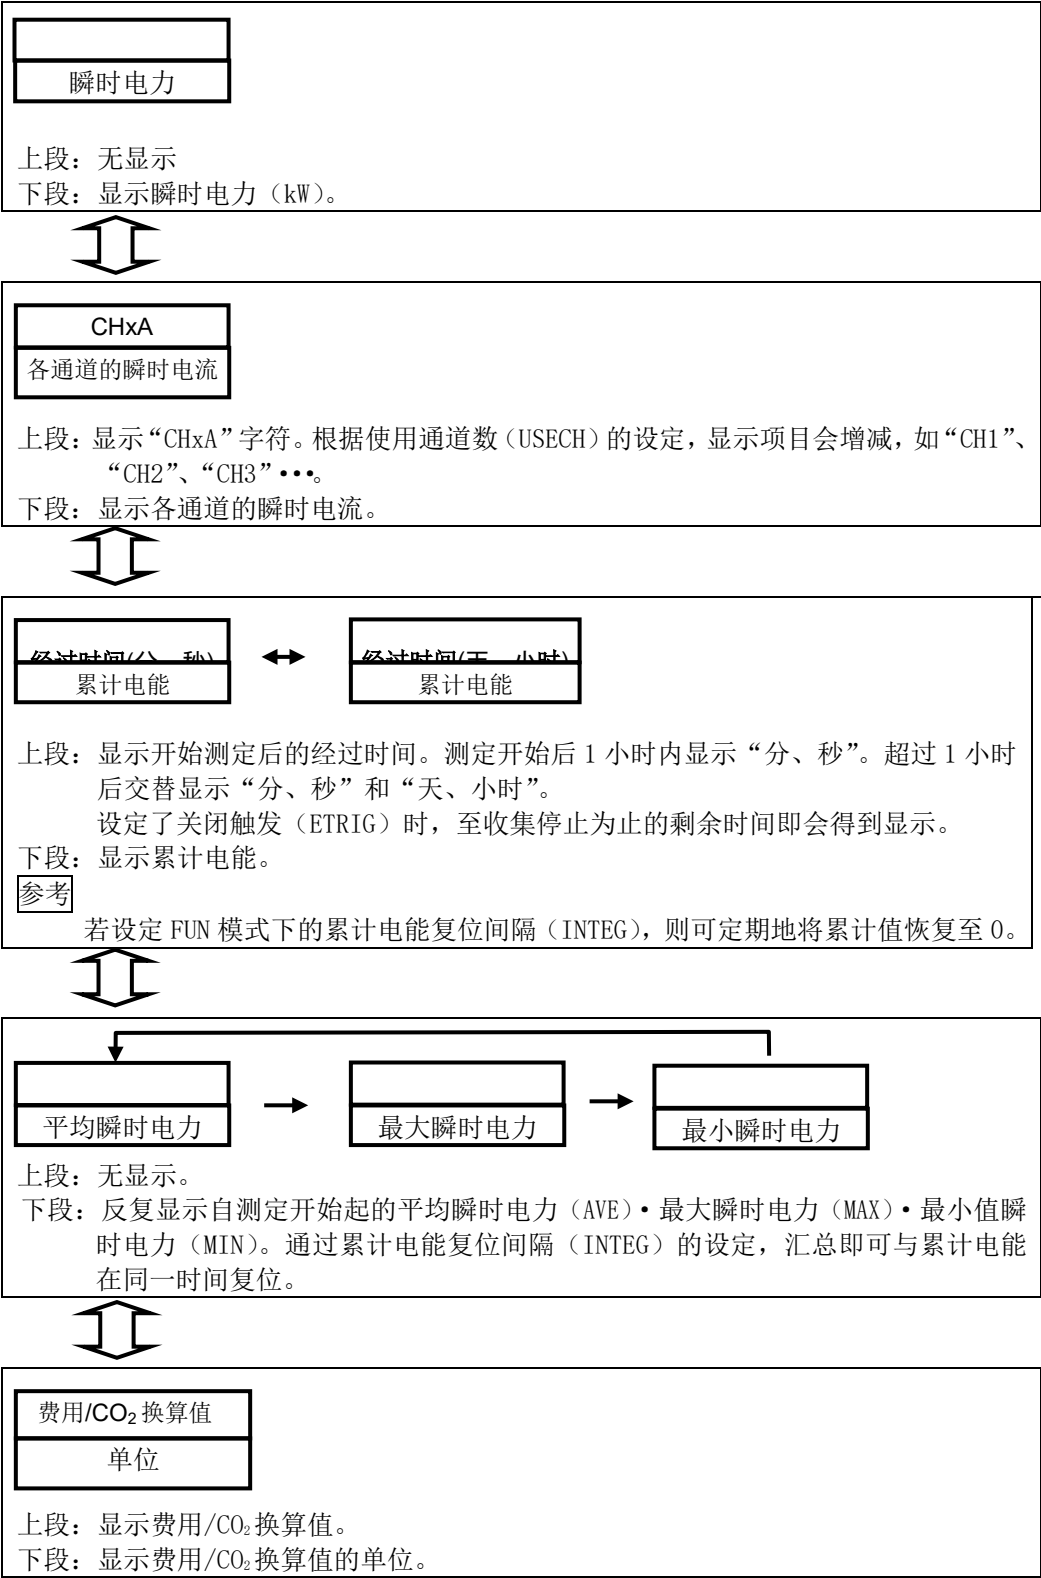 瞬时电力
上段：无显示
下段：显示瞬时电力（kW）。
CHxA
各通道的瞬时电流
上段：显示“CHxA”字符。根据使用通道数（USECH）的设定，显示项目会增减，如“CH1”、
“CH2”、“CH3”•••。
下段：显示各通道的瞬时电流。
经过时间(分、秒)
经过时间(天、小时)
累计电能
累计电能
上段：显示开始测定后的经过时间。测定开始后 1 小时内显示“分、秒”。超过 1 小时
后交替显示“分、秒”和“天、小时”。
设定了关闭触发（ETRIG）时，至收集停止为止的剩余时间即会得到显示。
下段：显示累计电能。
参考
若设定 FUN 模式下的累计电能复位间隔（INTEG），则可定期地将累计值恢复至 0。
平均瞬时电力
最大瞬时电力
最小瞬时电力
上段：无显示。
下段：反复显示自测定开始起的平均瞬时电力（AVE）•最大瞬时电力（MAX）•最小值瞬
时电力（MIN）。通过累计电能复位间隔（INTEG）的设定，汇总即可与累计电能
在同一时间复位。
费用/CO₂ 换算值
单位
上段：显示费用/CO₂换算值。
下段：显示费用/CO₂换算值的单位。